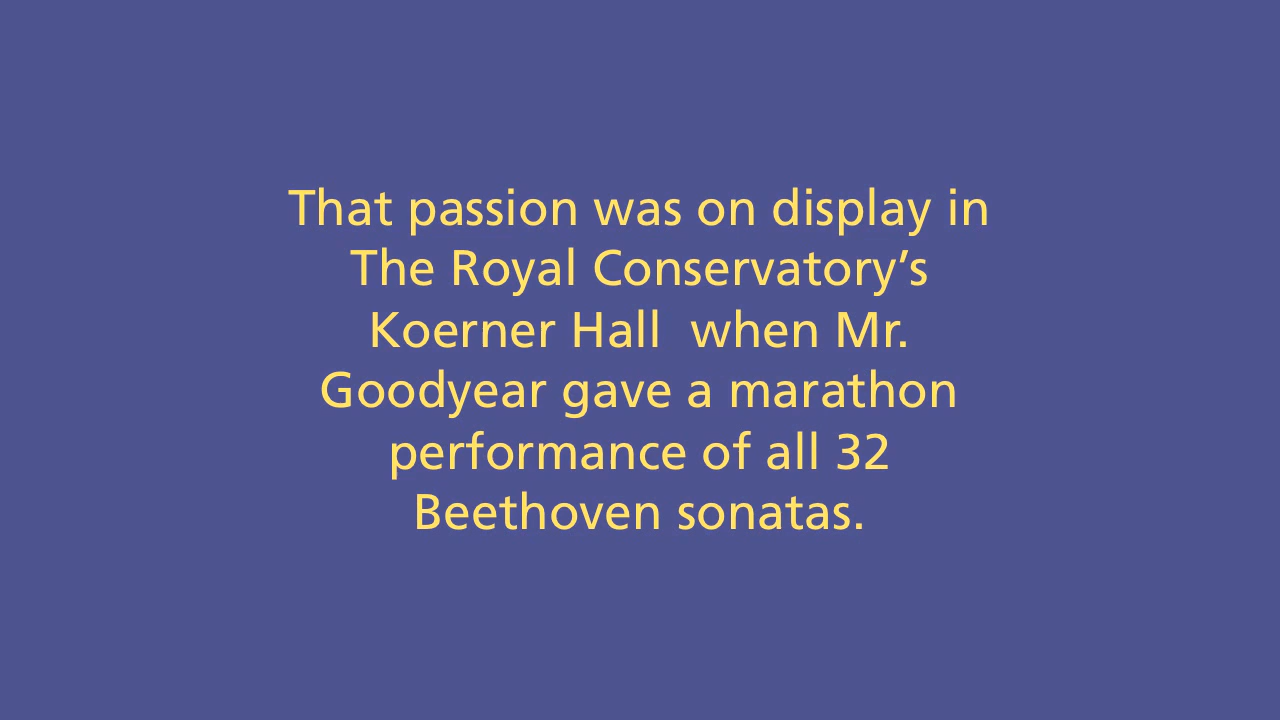 That passion was on display in
The Royal Conservatory’s
Koerner Hall  when Mr.
Goodyear gave a marathon
performance of all 32
Beethoven sonatas.